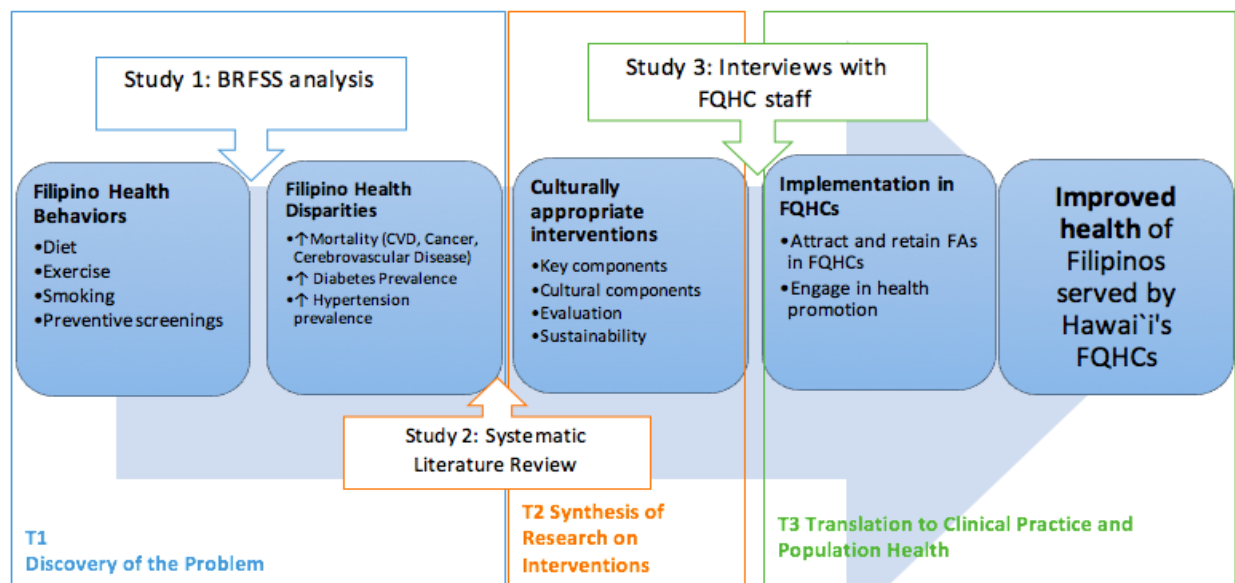 Study 1: BRFSS analysis
Study 3: Interviews with
FQHC staff
Filipino Health
Behaviors
•Diet
•Exercise
•Smoking
•Preventive screenings
Filipino Health
Disparities
•↑Mortality (CVD, Cancer,
Cerebrovascular Disease)
•↑ Diabetes Prevalence
•↑ Hypertension
prevalence
Culturally
appropriate
interventions
•Key components
•Cultural components
•Evaluation
•Sustainability
Implementation in
FQHCs
•Attract and retain FAs
in FQHCs
•Engage in health
promotion
Improved
health of
Filipinos
served by
Hawai`i's
FQHCs
Study 2: Systematic
Literature Review
T1
Discovery of the Problem
T2 Synthesis of
Research on
Interventions
T3 Translation to Clinical Practice and
Population Health